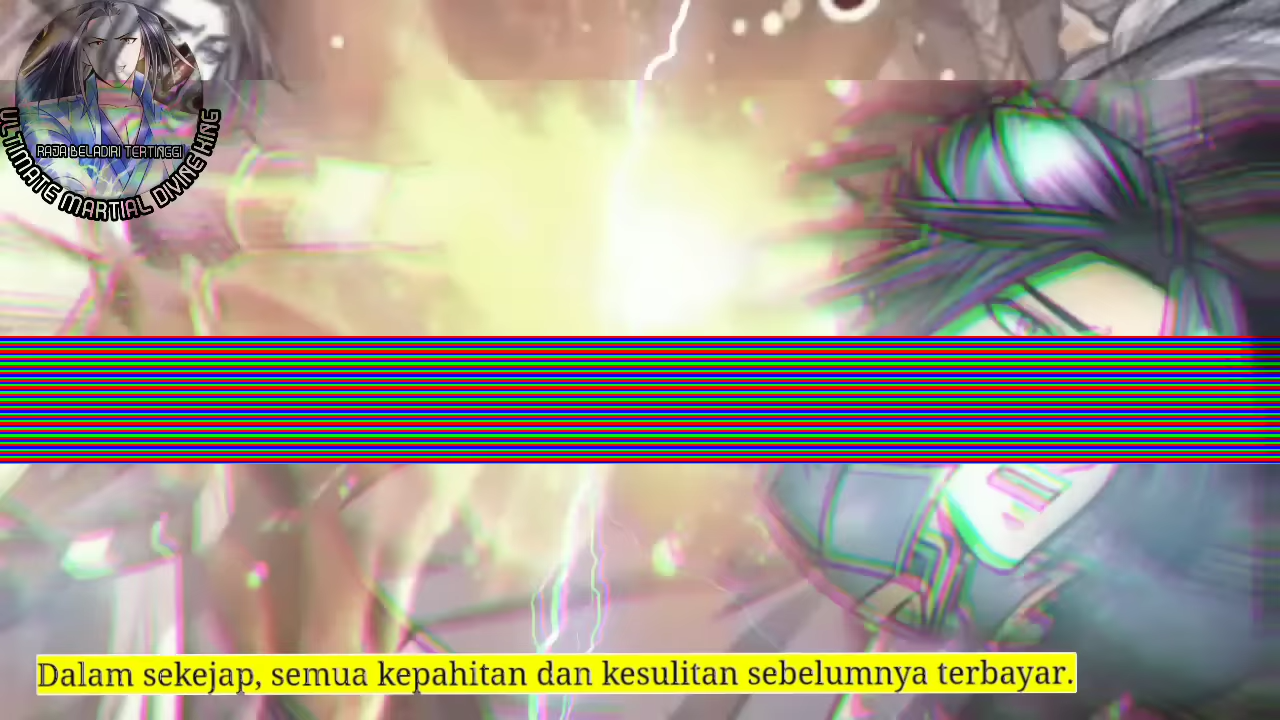 RAJA BELADIRI TERTINGGI
ULTIMATE MARTIAL DIVINE KING
Dalam sekejap, semua kepahitan dan kesulitan sebelumnya terbayar.